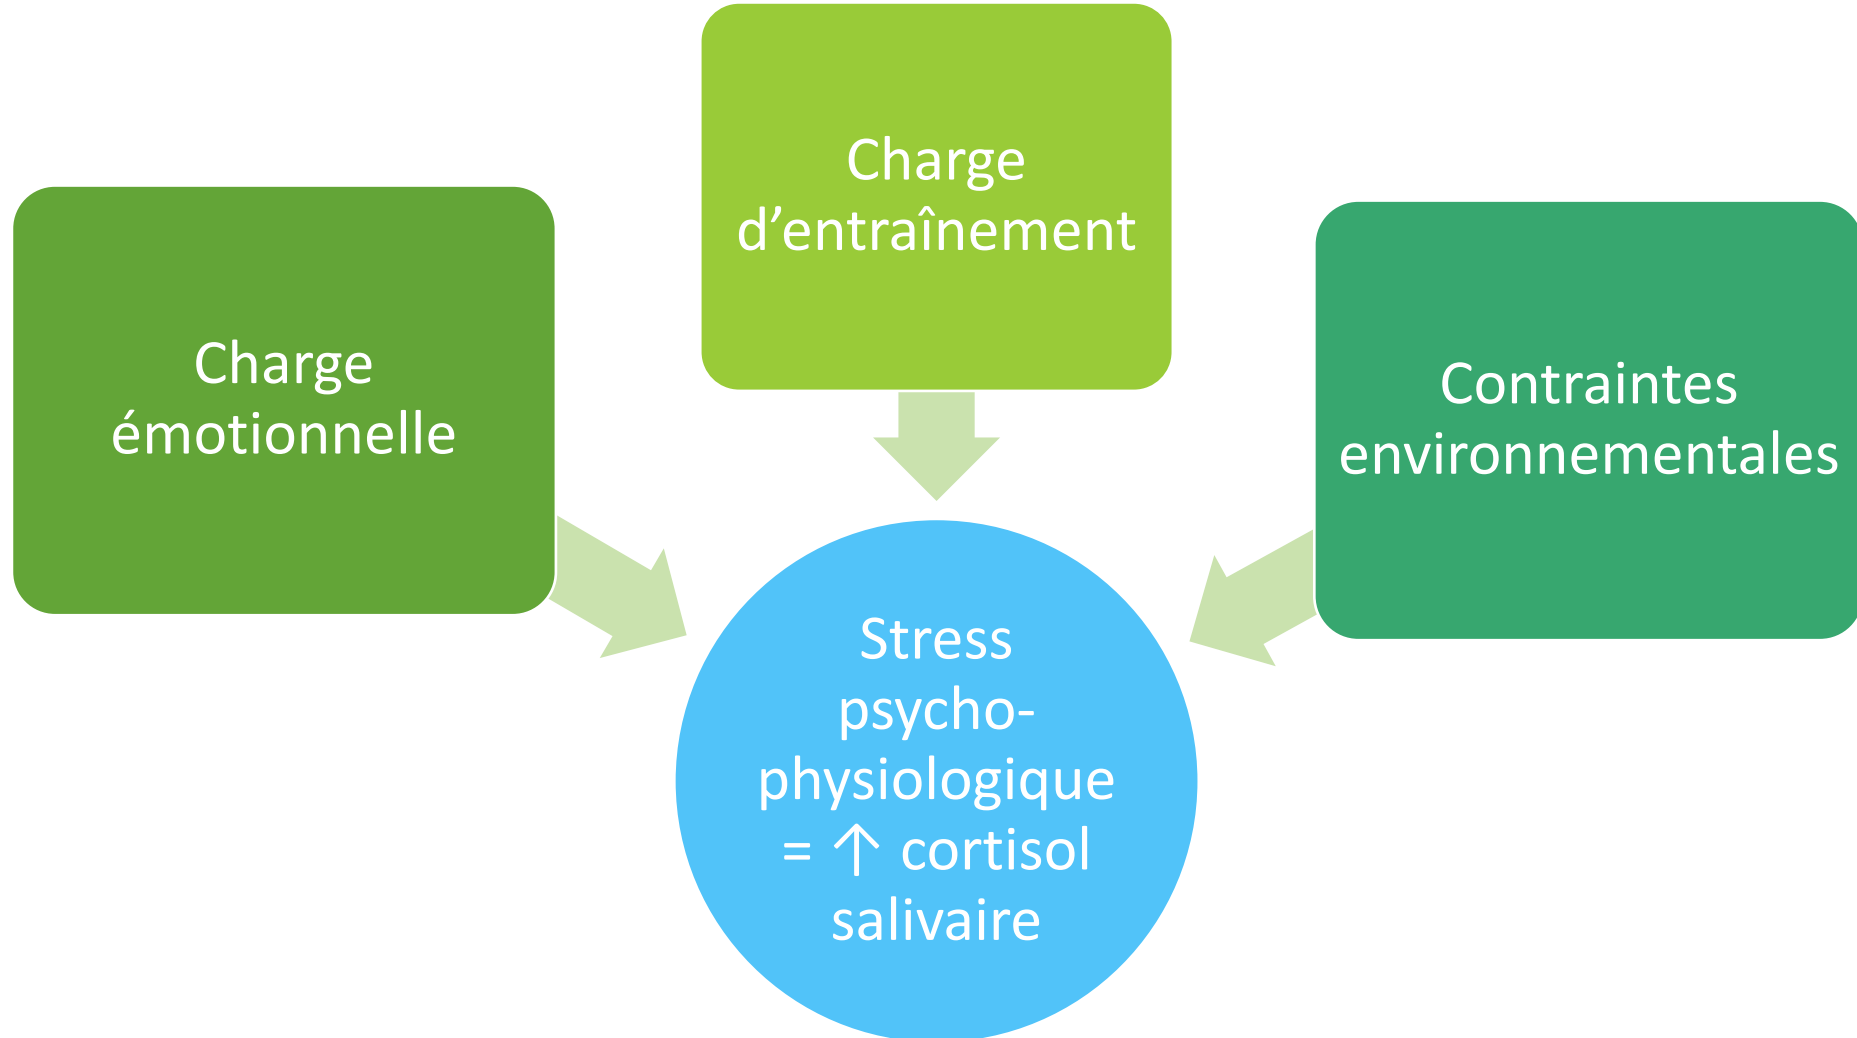 Charge
émotionnelle
Charge
d’entraînement
Contraintes
environnementales
Stress
psycho-
physiologique
= ↑ cortisol
salivaire